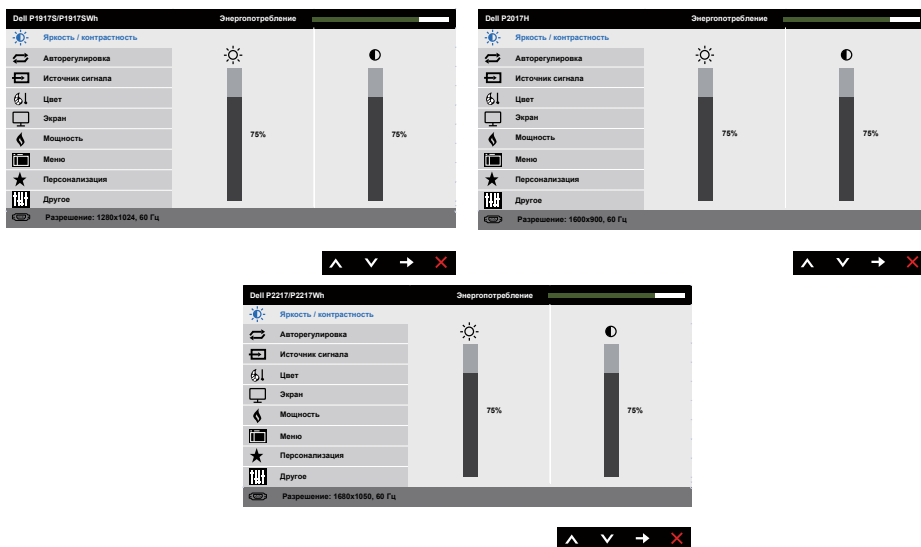 Dell P1917S/P1917SWh Энергопотребление
Яркость / контрастность
Авторегулировка
Источник сигнала
Цвет
Экран
Мощность
Меню
Персонализация
Другое
75% 75%
Разрешение: 1280x1024, 60 Гц
Dell P2017H Энергопотребление
Яркость / контрастность
Авторегулировка
Источник сигнала
Цвет
Экран
Мощность
Меню
Персонализация
Другое
75% 75%
Разрешение: 1600x900, 60 Гц
Dell P2217/P2217Wh Энергопотребление
Яркость / контрастность
Авторегулировка
Источник сигнала
Цвет
Экран
Мощность
Меню
Персонализация
Другое
75% 75%
Разрешение: 1680x1050, 60 Гц